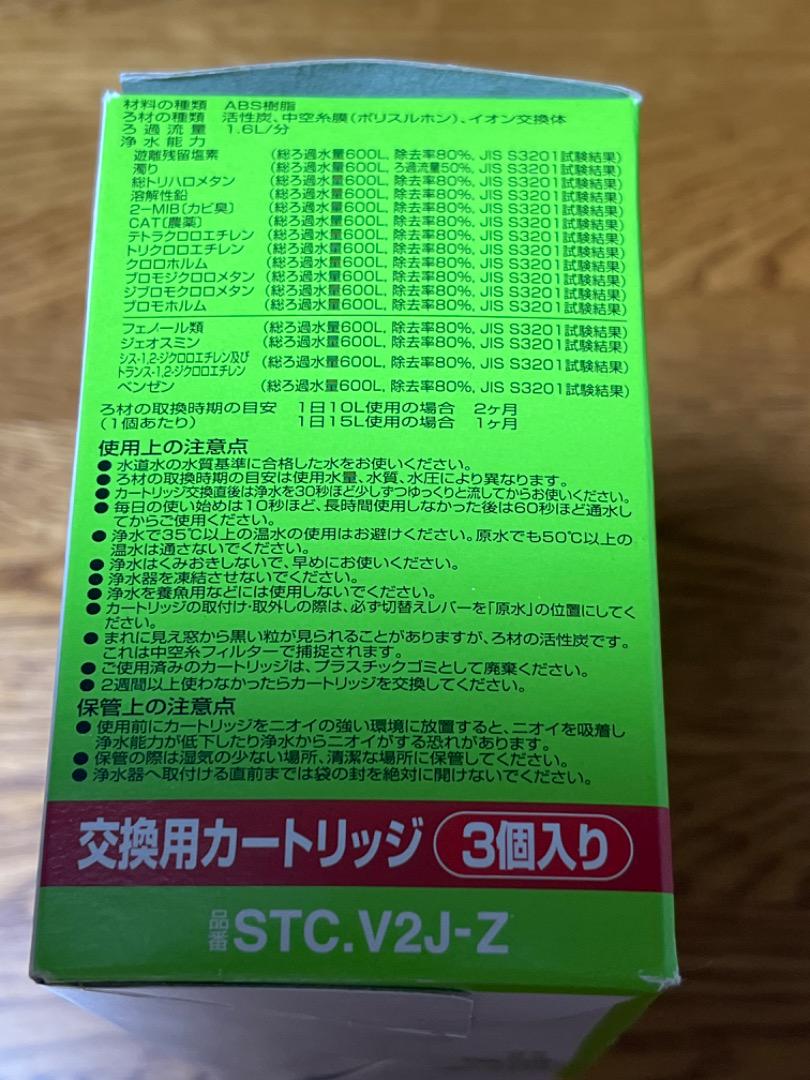 材料の種類 ABS樹脂
ろ材の種類 活性炭、中空糸膜(ポリスルホン)、イオン交換体
ろ過流量 1.6L/分
浄水能力
遊離残留塩素 (総ろ過水量600L, 除去率80%, JIS S3201試験結果)
濁り (総ろ過水量600L, ろ過流量50%, JIS S3201試験結果)
総トリハロメタン (総ろ過水量600L, 除去率80%, JIS S3201試験結果)
溶解性鉛 (総ろ過水量600L, 除去率80%, JIS S3201試験結果)
2-MIB〔カビ臭〕 (総ろ過水量600L, 除去率80%, JIS S3201試験結果)
CAT〔農薬〕 (総ろ過水量600L, 除去率80%, JIS S3201試験結果)
テトラクロロエチレン (総ろ過水量600L, 除去率80%, JIS S3201試験結果)
トリクロロエチレン (総ろ過水量600L, 除去率80%, JIS S3201試験結果)
クロロホルム (総ろ過水量600L, 除去率80%, JIS S3201試験結果)
ブロモジクロロメタン (総ろ過水量600L, 除去率80%, JIS S3201試験結果)
ジブロモクロロメタン (総ろ過水量600L, 除去率80%, JIS S3201試験結果)
ブロモホルム (総ろ過水量600L, 除去率80%, JIS S3201試験結果)
フェノール類 (総ろ過水量600L, 除去率80%, JIS S3201試験結果)
ジェオスミン (総ろ過水量600L, 除去率80%, JIS S3201試験結果)
シス-1,2-ジクロロエチレン及び
トランス-1,2-ジクロロエチレン (総ろ過水量600L, 除去率80%, JIS S3201試験結果)
ベンゼン (総ろ過水量600L, 除去率80%, JIS S3201試験結果)
ろ材の取換時期の目安 1日10L使用の場合 2ヶ月
(1個あたり) 1日15L使用の場合 1ヶ月
使用上の注意点
● 水道水の水質基準に合格した水をお使いください。
● ろ材の取換時期の目安は使用水量、水質、水圧により異なります。
● カートリッジ交換直後は浄水を30秒ほど少しずつゆっくりと流してからお使いください。
● 毎日の使い始めは10秒ほど、長時間使用しなかった後は60秒ほど通水し
てからご使用ください。
● 浄水で35℃以上の温水の使用はお避けください。原水でも50℃以上の
温水は通さないでください。
● 浄水はくみおきしないで、早めにお使いください。
● 浄水器を凍結させないでください。
● 浄水を養魚用などには使用しないでください。
● カートリッジの取付け・取外しの際は、必ず切替えレバーを「原水」の位置にしてく
ださい。
● まれに見え窓から黒い粒が見られることがありますが、ろ材の活性炭です。
これは中空糸フィルターで捕捉されます。
● ご使用済みのカートリッジは、プラスチックゴミとして廃棄ください。
● 2週間以上使わなかったらカートリッジを交換してください。
保管上の注意点
● 使用前にカートリッジをニオイの強い環境に放置すると、ニオイを吸着し
浄水能力が低下したり浄水からニオイがする恐れがあります。
● 保管の際は湿気の少ない場所、清潔な場所に保管してください。
● 浄水器へ取付ける直前までは袋の封を絶対に開けないでください。
交換用カートリッジ 3個入り
品番 STC.V2J-Z